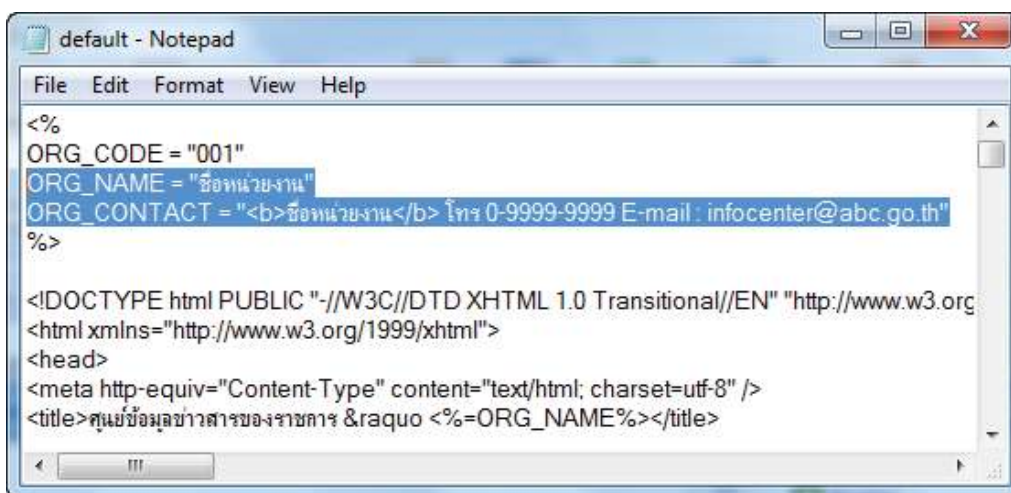 default - Notepad
File Edit Format View Help
<%
ORG_CODE = "001"
ORG_NAME = "ชื่อหน่วยงาน"
ORG_CONTACT = "<b>ชื่อหน่วยงาน</b> โทร 0-9999-9999 E-mail : infocenter@abc.go.th"
%>
<!DOCTYPE html PUBLIC "-//W3C//DTD XHTML 1.0 Transitional//EN" "http://www.w3.org
<html xmlns="http://www.w3.org/1999/xhtml">
<head>
<meta http-equiv="Content-Type" content="text/html; charset=utf-8" />
<title>ศูนย์ข้อมูลข่าวสารของราชการ &raquo <%=ORG_NAME%></title>